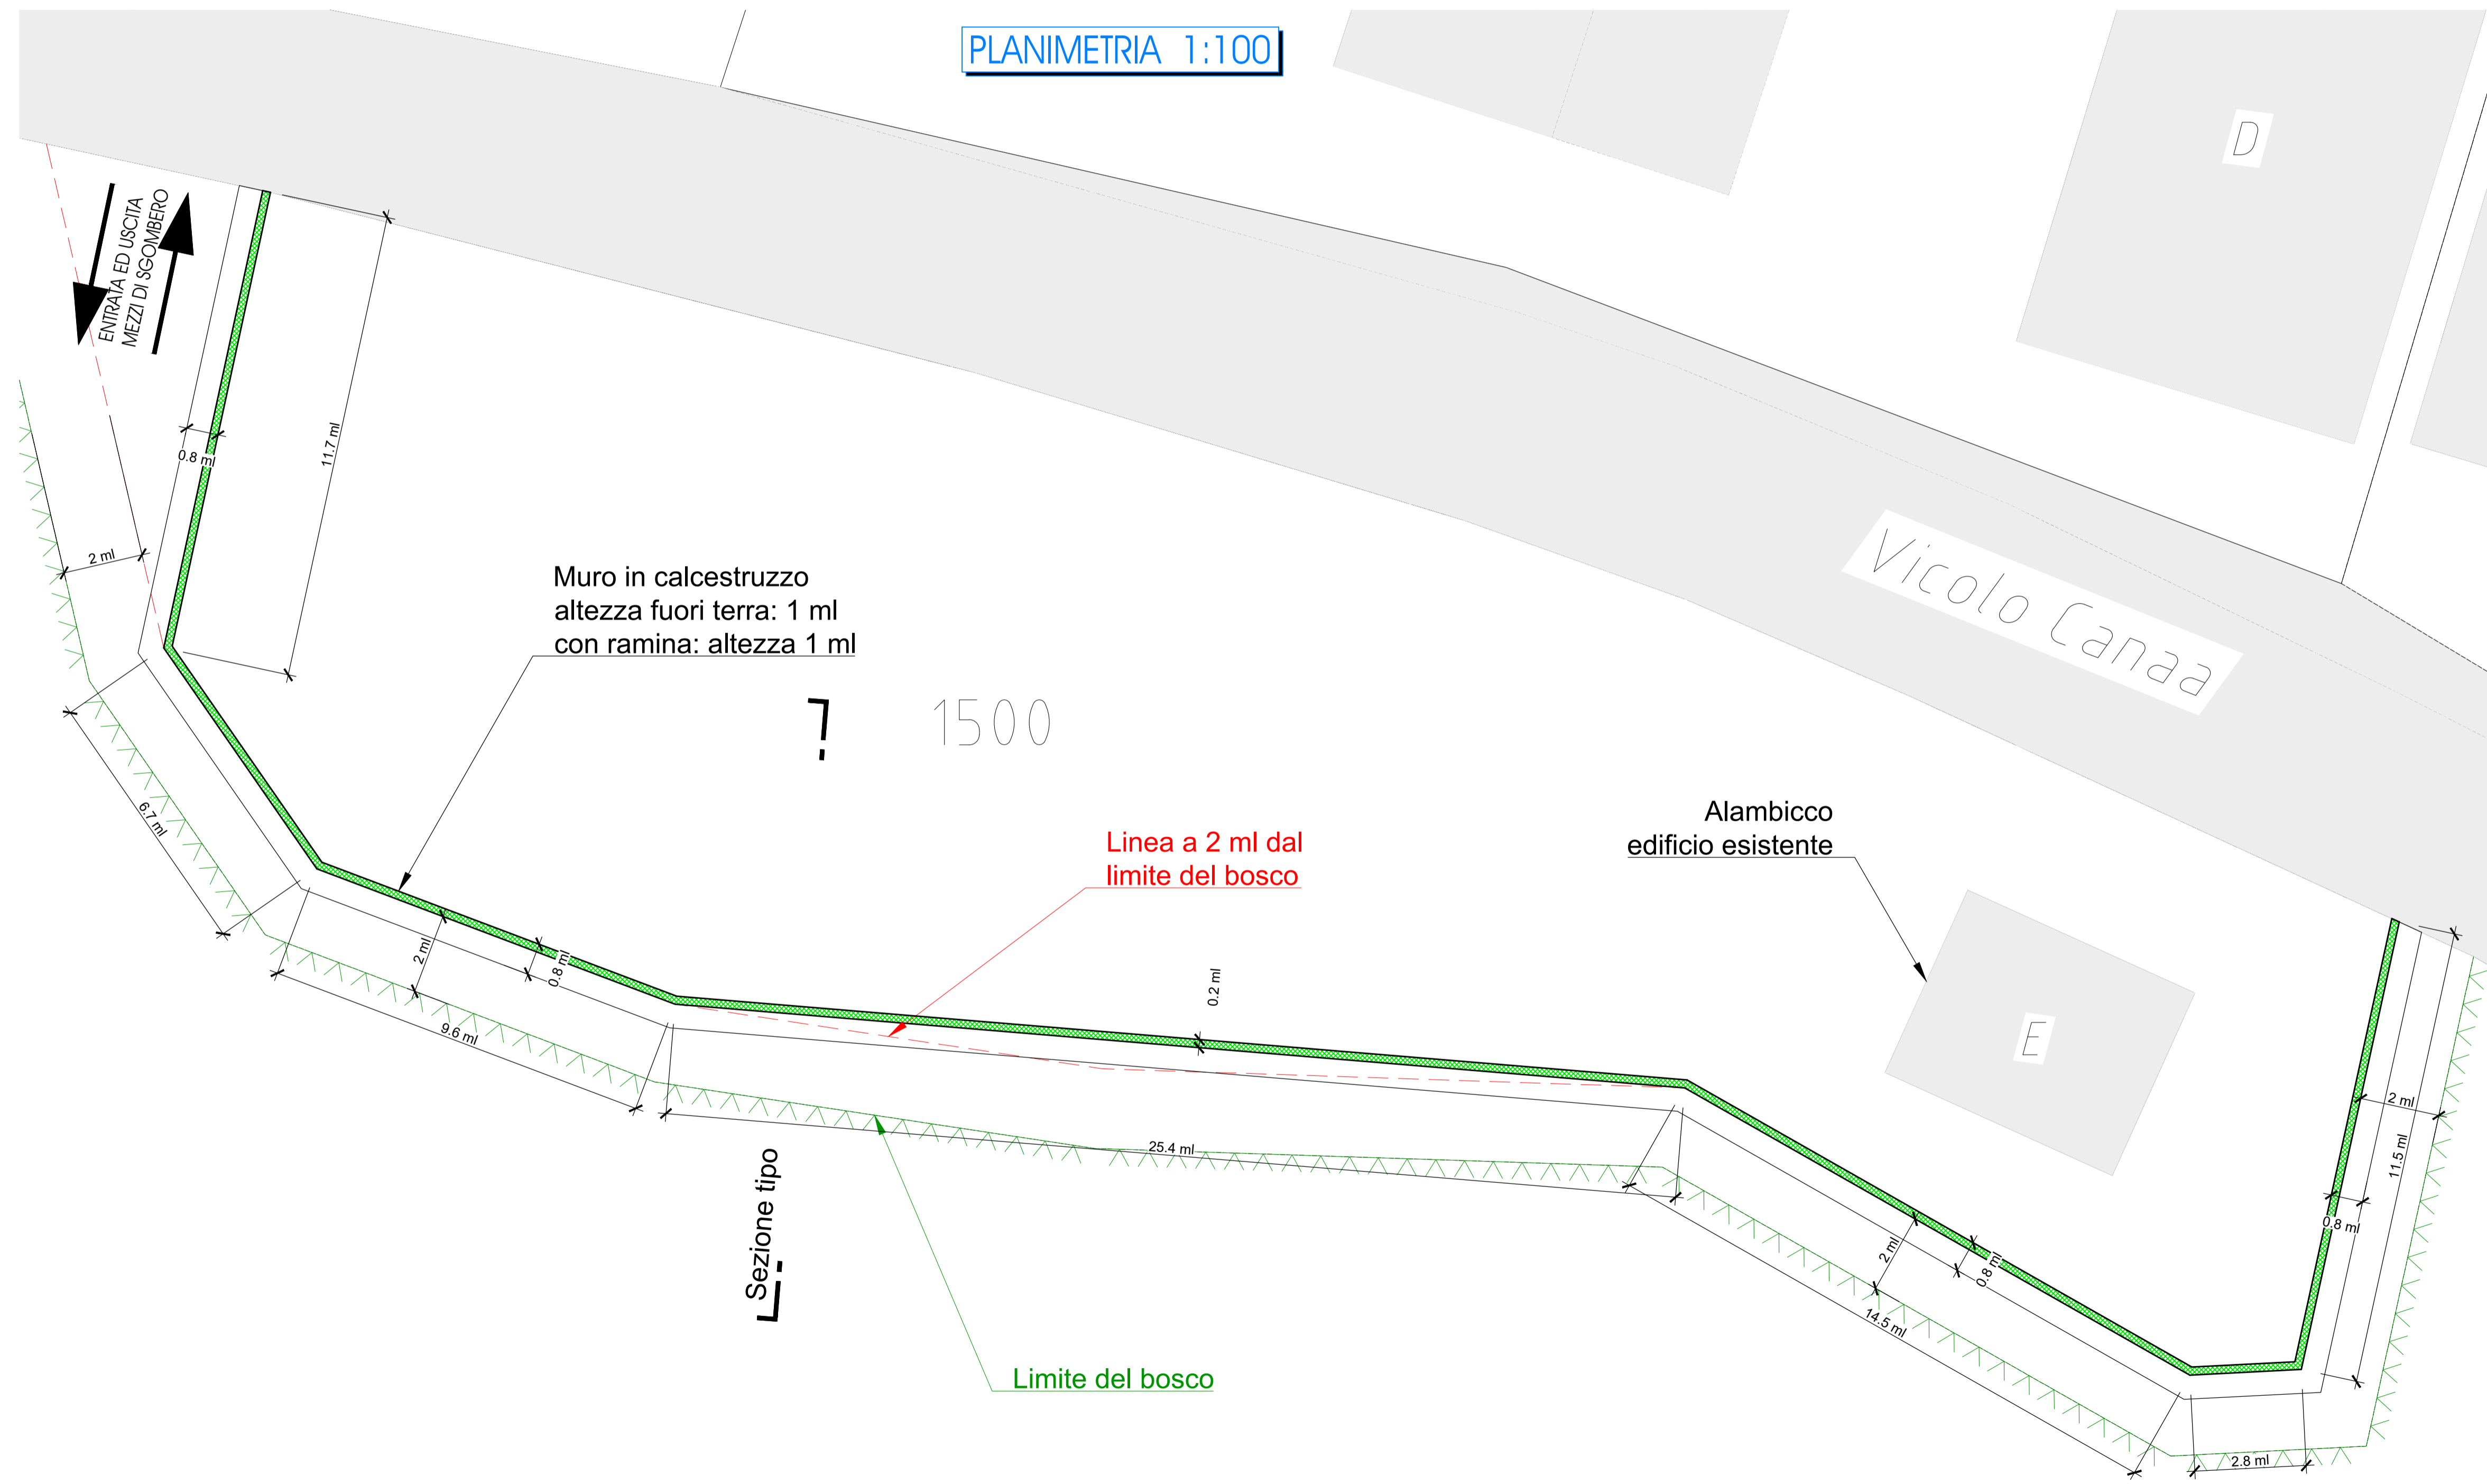 PLANIMETRIA 1:100
D
ENTRATA ED USCITA
MEZZI DI SGOMBERO
11.7 ml
0.8 ml
2 ml
Muro in calcestruzzo
altezza fuori terra: 1 ml
con ramina: altezza 1 ml
1500
Vicolo Canaa
6.7 ml
Linea a 2 ml dal
limite del bosco
Alambicco
edificio esistente
2 ml
0.8 ml
9.6 ml
0.2 ml
E
25.4 ml
Sezione tipo
2 ml
11.5 ml
0.8 ml
2 ml
0.8 ml
14.5 ml
Limite del bosco
2.8 ml